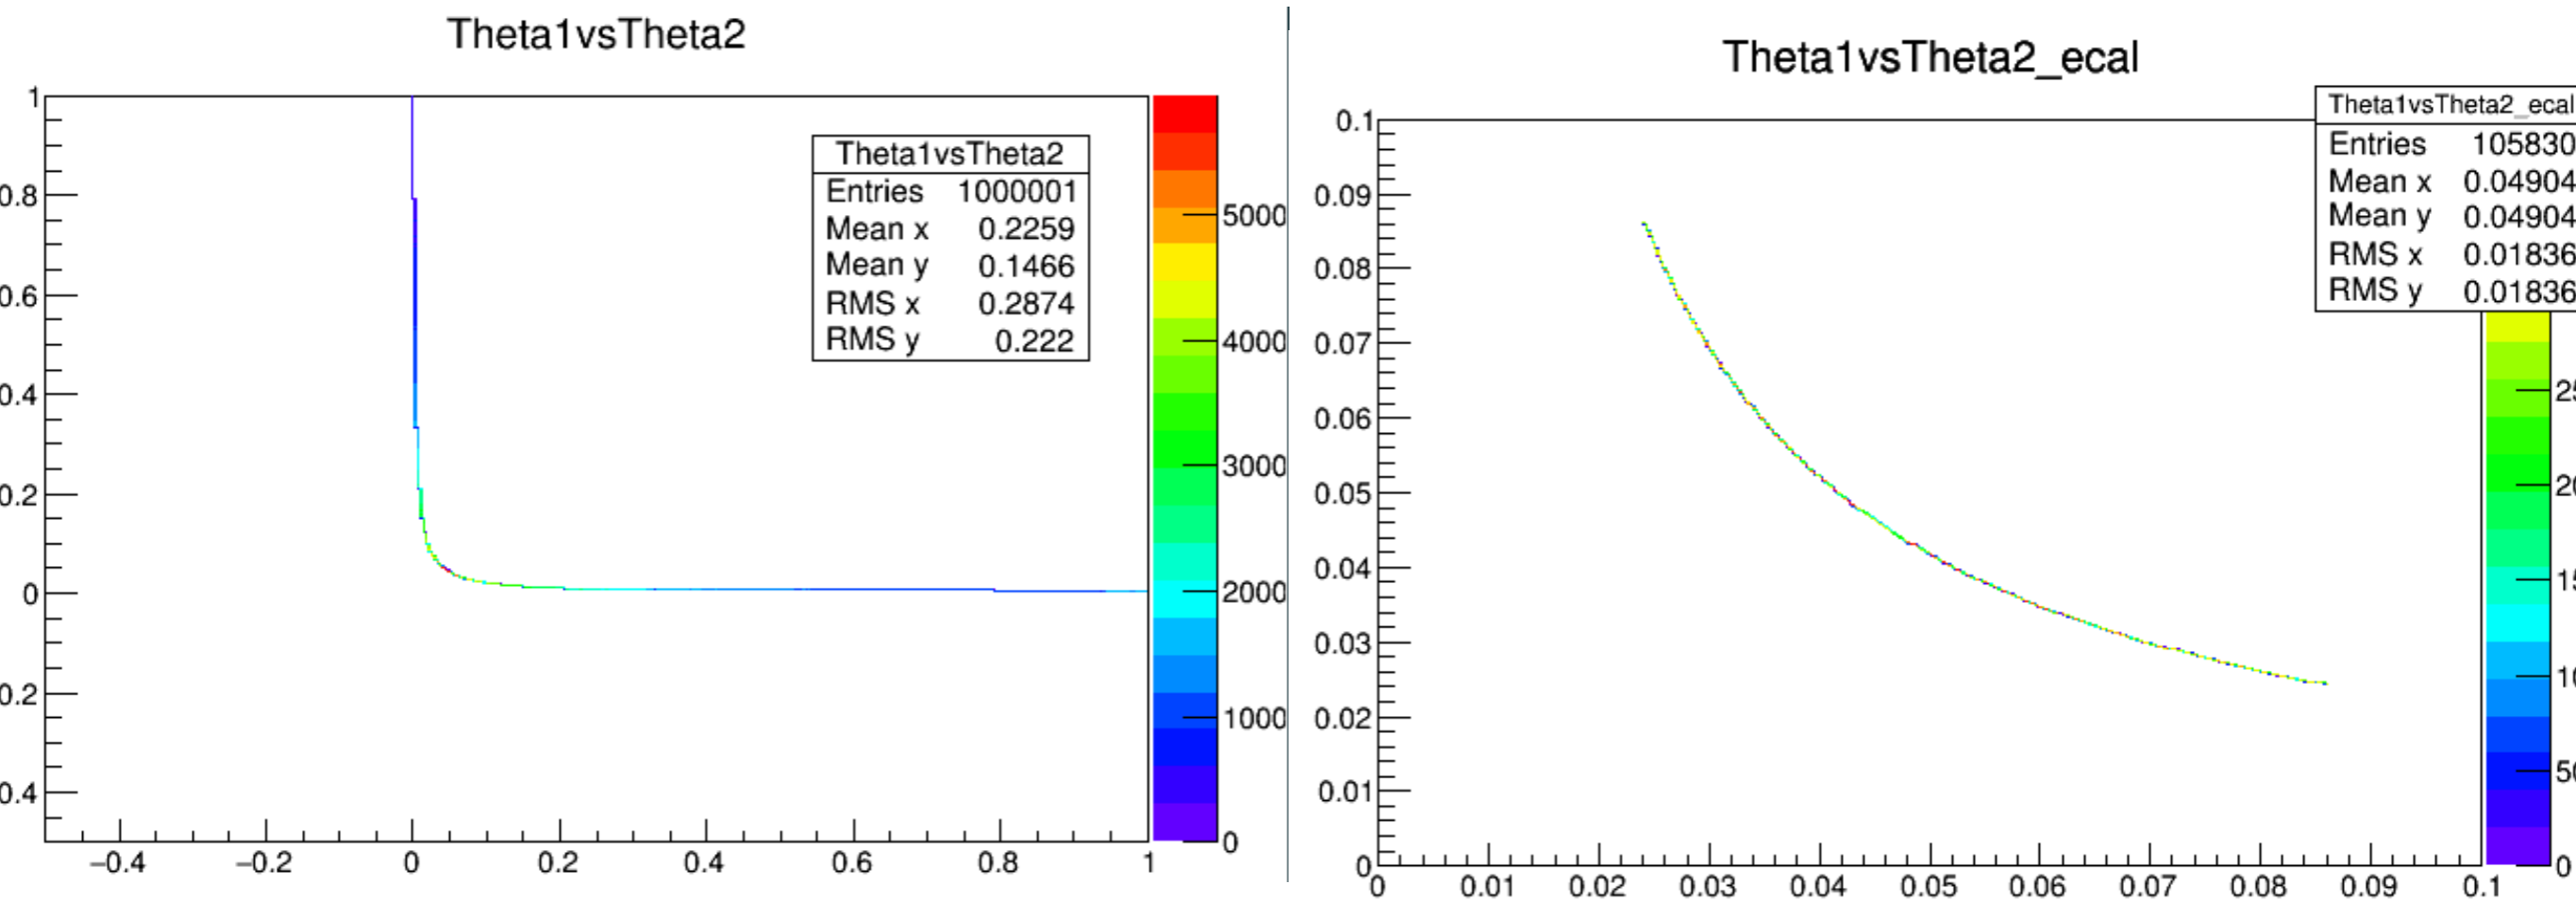 Theta1vsTheta2
1
0.8
0.6
0.4
0.2
0
0.2
0.4
−0.4 −0.2 0 0.2 0.4 0.6 0.8 1
Theta1vsTheta2
Entries 1000001
Mean x 0.2259
Mean y 0.1466
RMS x 0.2874
RMS y 0.222
5000
4000
3000
2000
1000
0
Theta1vsTheta2_ecal
0.1
0.09
0.08
0.07
0.06
0.05
0.04
0.03
0.02
0.01
0
0 0.01 0.02 0.03 0.04 0.05 0.06 0.07 0.08 0.09 0.1
Theta1vsTheta2_ecal
Entries 105830
Mean x 0.04904
Mean y 0.04904
RMS x 0.01836
RMS y 0.01836
0